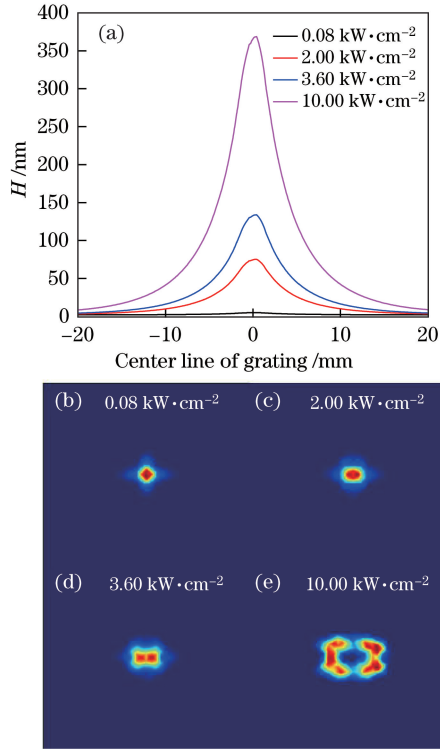 (a)
0.08 kW·cm⁻²
2.00 kW·cm⁻²
3.60 kW·cm⁻²
10.00 kW·cm⁻²
400
350
300
250
200
150
100
50
0
H /nm
−20 −10 0 10 20
Center line of grating /mm
(b) 0.08 kW·cm⁻² (c) 2.00 kW·cm⁻²
(d) 3.60 kW·cm⁻² (e) 10.00 kW·cm⁻²